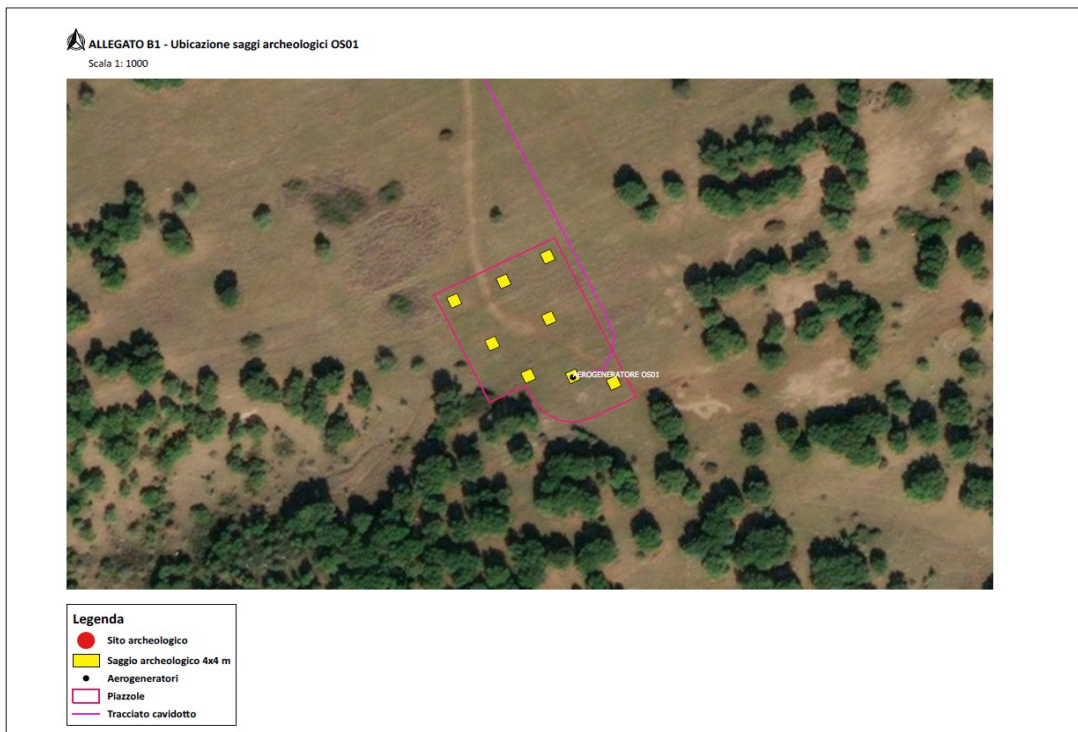 ALLEGATO B1 - Ubicazione saggi archeologici OS01
Scala 1: 1000
AEROGENERATORE OS01
Legenda
Sito archeologico
Saggio archeologico 4x4 m
Aerogeneratori
Piazzole
Tracciato cavidotto